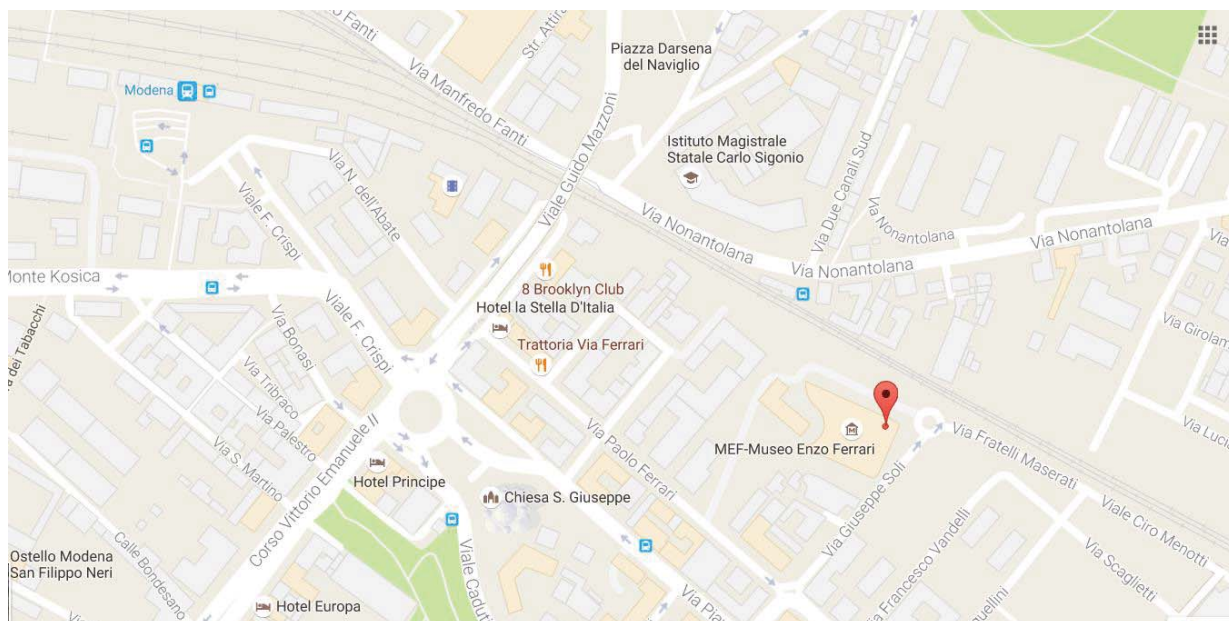 Fanti
Str. Attira
Piazza Darsena
del Naviglio
Modena
Via Manfredo Fanti
Viale Guido Mazzoni
Istituto Magistrale
Statale Carlo Sigonio
Via Due Canali Sud
Via N. dell'Abate
Viale F. Crispi
Via Nonantolana
Via Nonantolana
Via Nonantolana
Via Nonantolana
Monte Kosica
8 Brooklyn Club
Hotel la Stella D'Italia
Trattoria Via Ferrari
Viale F. Crispi
Via Bonasi
dei Tabacchi
Via Tribraco
Via Palestro
Via S. Martino
Via Girolam
Via Luci
Via Paolo Ferrari
MEF-Museo Enzo Ferrari
Via Fratelli Maserati
Corso Vittorio Emanuele II
Hotel Principe
Chiesa S. Giuseppe
Via Giuseppe Soli
Viale Ciro Menotti
Calle Bondesano
Ostello Modena
San Filippo Neri
Viale Caduti
Via Francesco Vandelli
Via Scaglietti
Hotel Europa
Via Pia
guellini